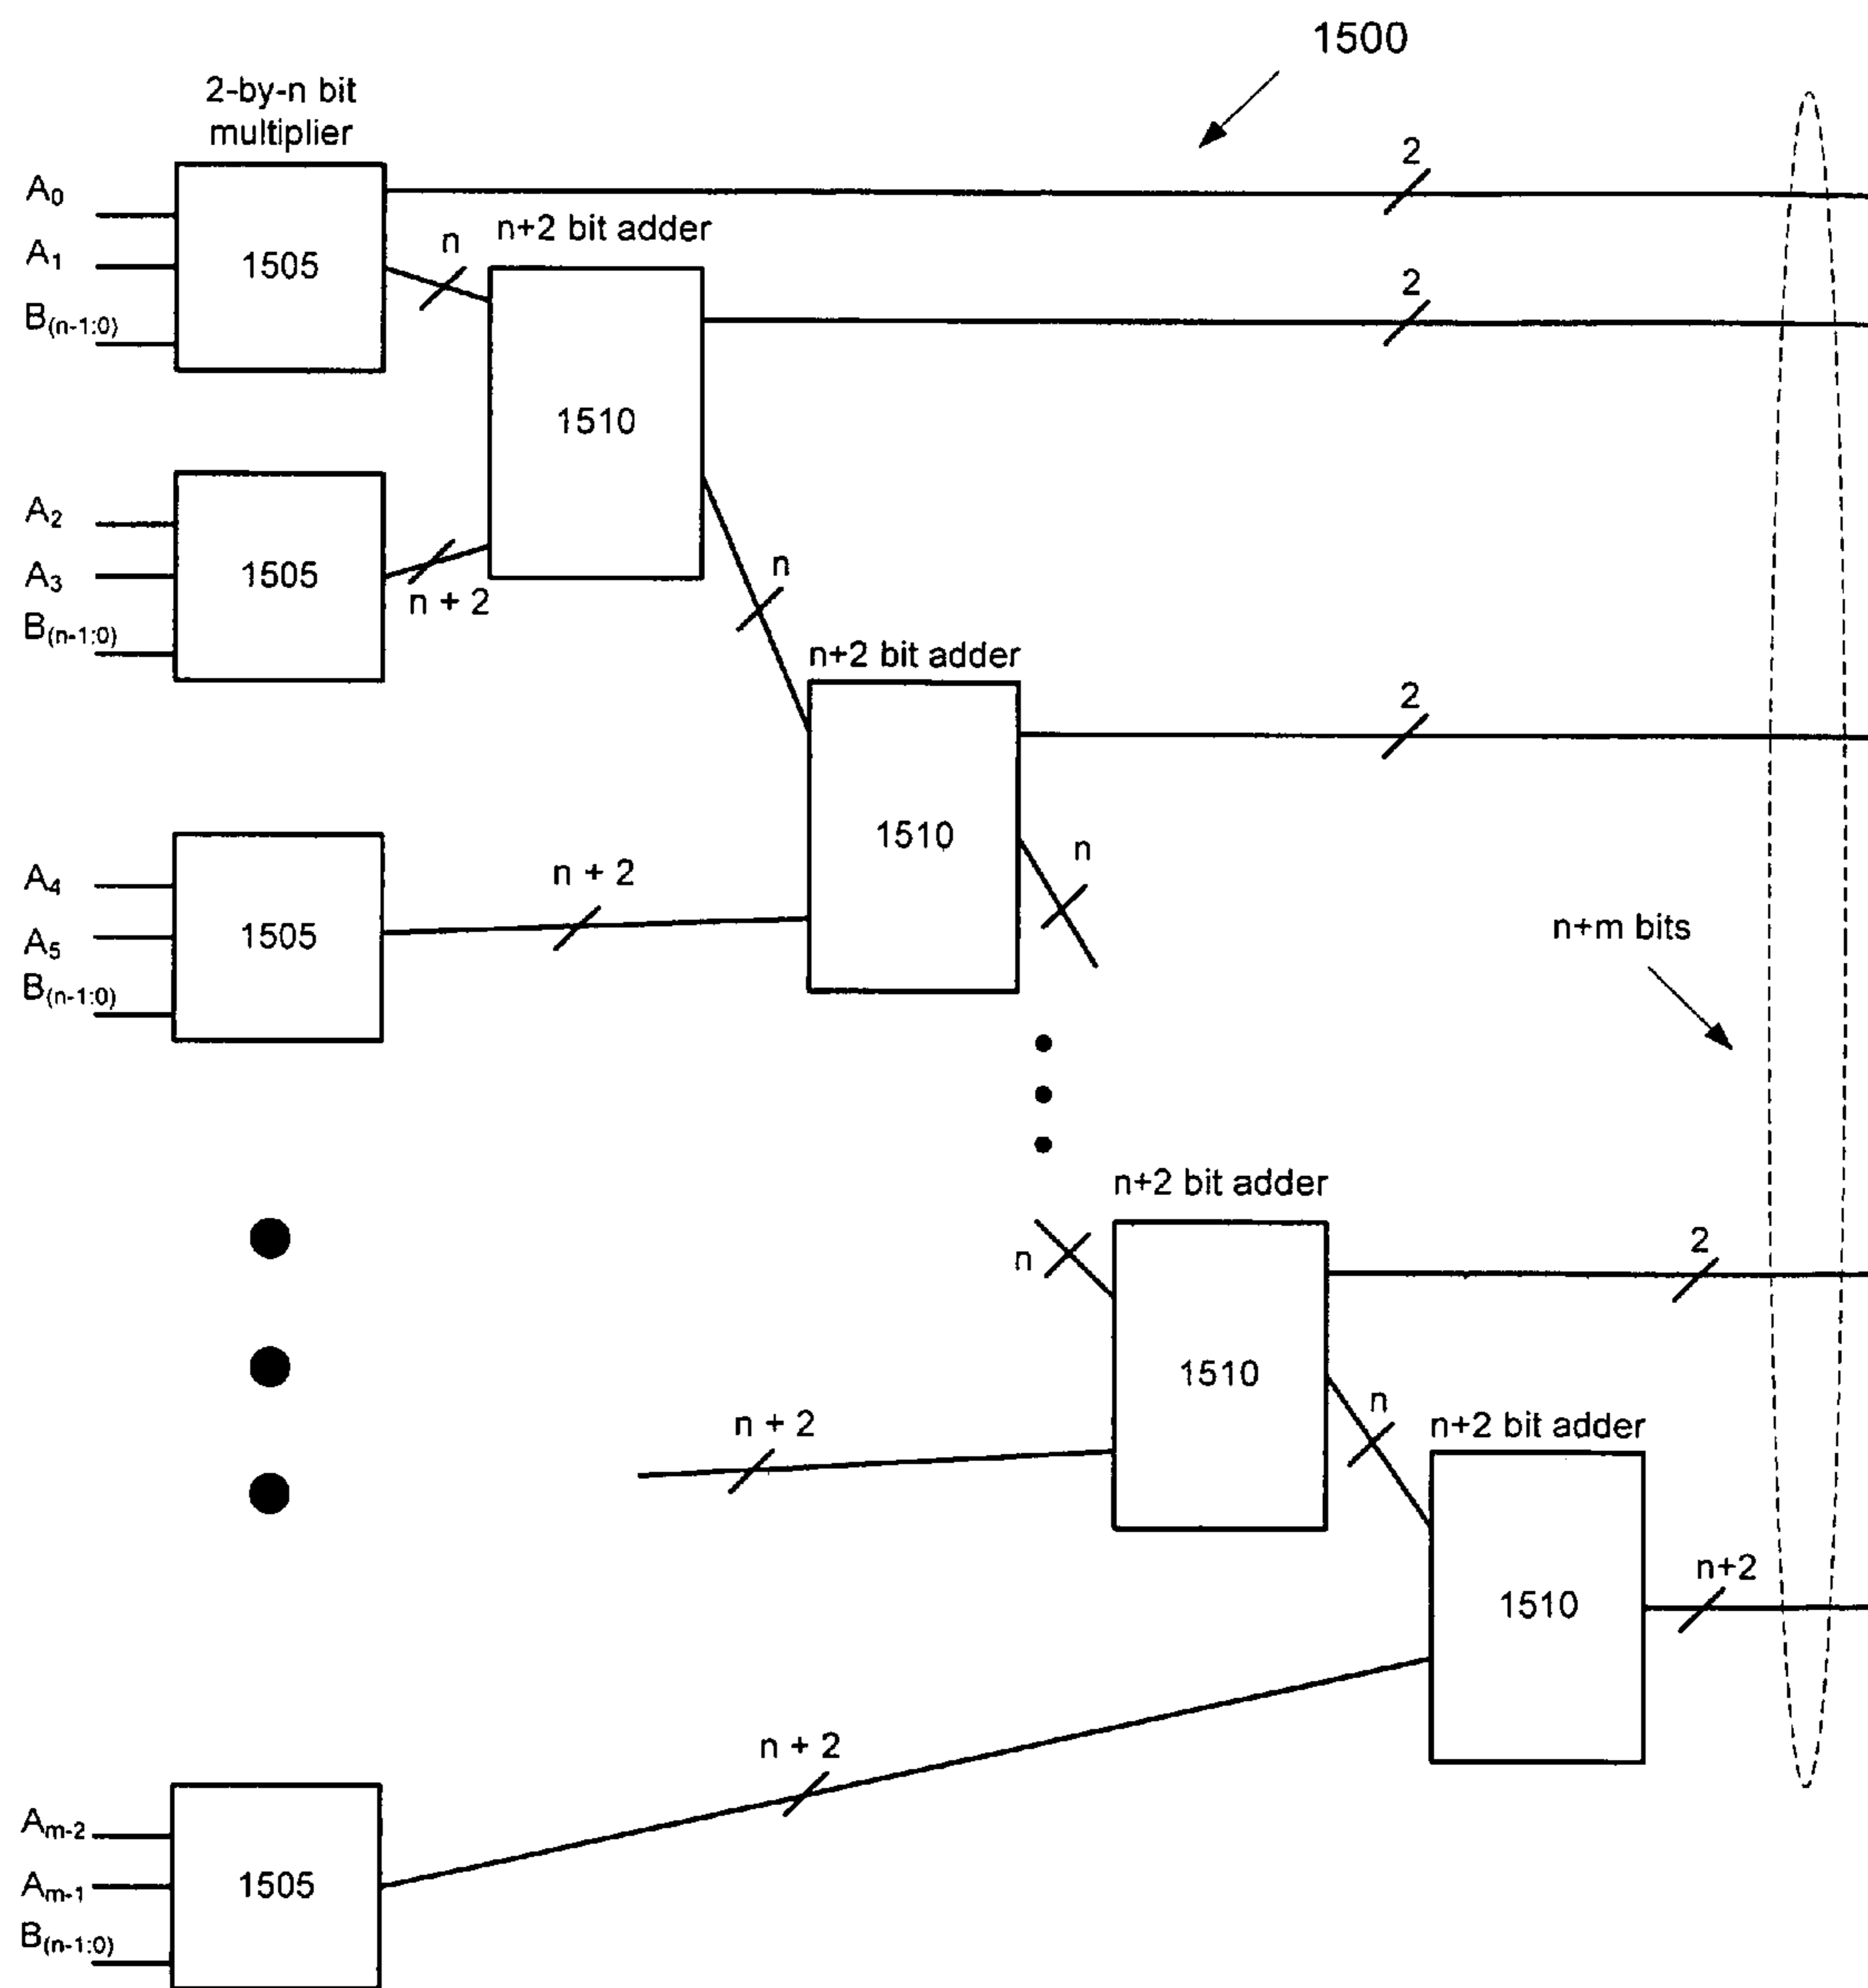 1500
2-by-n bit
multiplier
A₀
A₁
B₍ₙ₋₁:₀₎
1505
2
n
n+2 bit adder
1510
2
A₂
A₃
B₍ₙ₋₁:₀₎
1505
n + 2
n
n+2 bit adder
1510
2
A₄
A₅
B₍ₙ₋₁:₀₎
1505
n + 2
n
n+m bits
n+2 bit adder
n
1510
2
n + 2
n
n+2 bit adder
1510
n+2
n + 2
Aₘ₋₂
Aₘ₋₁
B₍ₙ₋₁:₀₎
1505